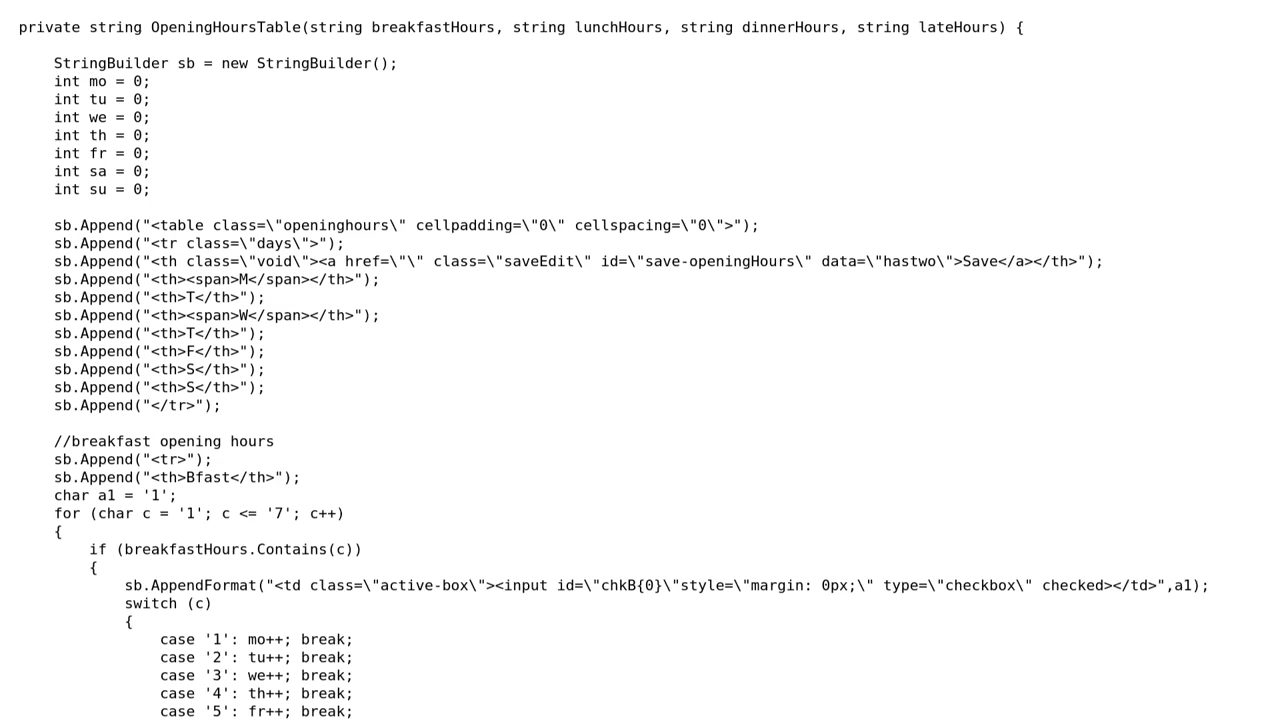 private string OpeningHoursTable(string breakfastHours, string lunchHours, string dinnerHours, string lateHours) {
StringBuilder sb = new StringBuilder();
int mo = 0;
int tu = 0;
int we = 0;
int th = 0;
int fr = 0;
int sa = 0;
int su = 0;
sb.Append("<table class=\"openinghours\" cellpadding=\"0\" cellspacing=\"0\">");
sb.Append("<tr class=\"days\">");
sb.Append("<th class=\"void\"><a href=\"\" class=\"saveEdit\" id=\"save-openingHours\" data=\"hastwo\">Save</a></th>");
sb.Append("<th><span>M</span></th>");
sb.Append("<th>T</th>");
sb.Append("<th><span>W</span></th>");
sb.Append("<th>T</th>");
sb.Append("<th>F</th>");
sb.Append("<th>S</th>");
sb.Append("<th>S</th>");
sb.Append("</tr>");
//breakfast opening hours
sb.Append("<tr>");
sb.Append("<th>Bfast</th>");
char a1 = '1';
for (char c = '1'; c <= '7'; c++)
{
if (breakfastHours.Contains(c))
{
sb.AppendFormat("<td class=\"active-box\"><input id=\"chkB{0}\"style=\"margin: 0px;\" type=\"checkbox\" checked></td>",a1);
switch (c)
{
case '1': mo++; break;
case '2': tu++; break;
case '3': we++; break;
case '4': th++; break;
case '5': fr++; break;